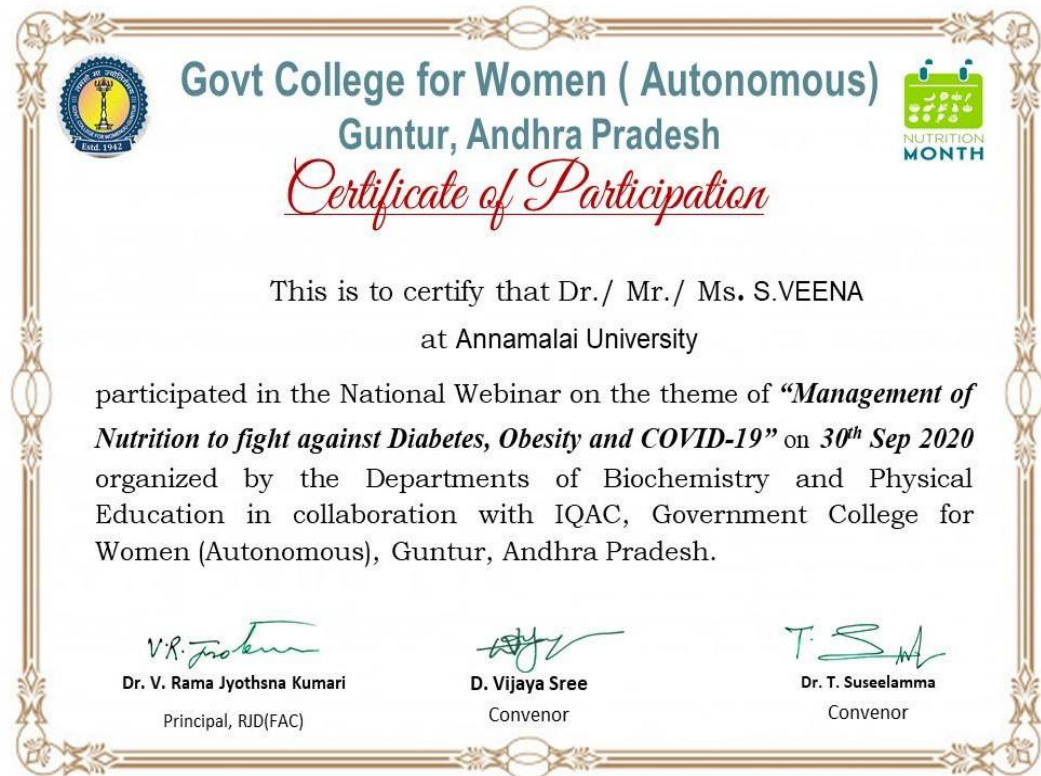 Govt College for Women ( Autonomous)
Guntur, Andhra Pradesh
Estd. 1942
NUTRITION
MONTH
Certificate of Participation
This is to certify that Dr./ Mr./ Ms. S.VEENA
at Annamalai University
participated in the National Webinar on the theme of “Management of
Nutrition to fight against Diabetes, Obesity and COVID-19” on 30th Sep 2020
organized by the Departments of Biochemistry and Physical
Education in collaboration with IQAC, Government College for
Women (Autonomous), Guntur, Andhra Pradesh.
Dr. V. Rama Jyothsna Kumari
Principal, RJD(FAC)
D. Vijaya Sree
Convenor
Dr. T. Suseelamma
Convenor